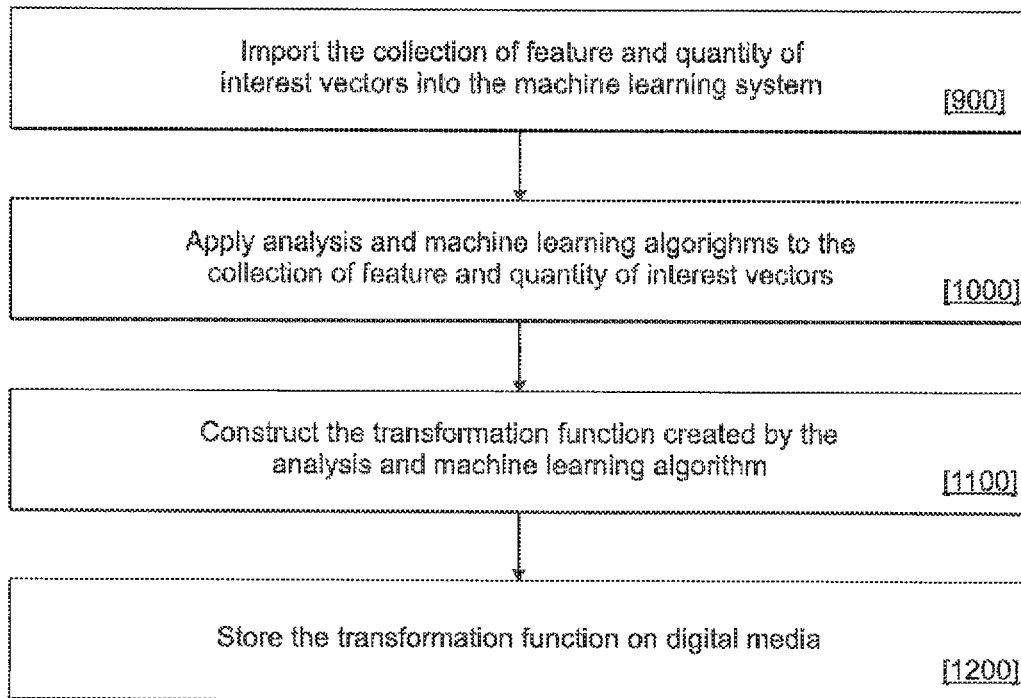 Import the collection of feature and quantity of
interest vectors into the machine learning system
[900]
Apply analysis and machine learning algorighms to the
collection of feature and quantity of interest vectors
[1000]
Construct the transformation function created by the
analysis and machine learning algorithm
[1100]
Store the transformation function on digital media
[1200]